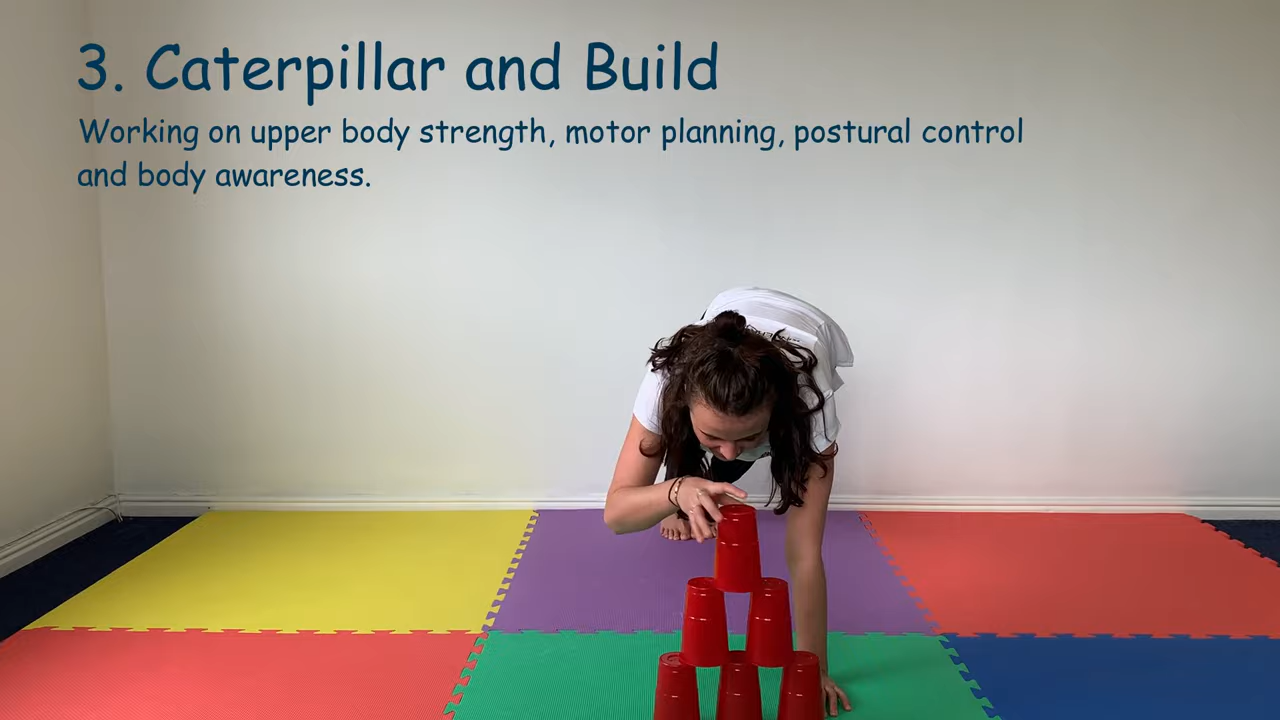 3. Caterpillar and Build
Working on upper body strength, motor planning, postural control
and body awareness.